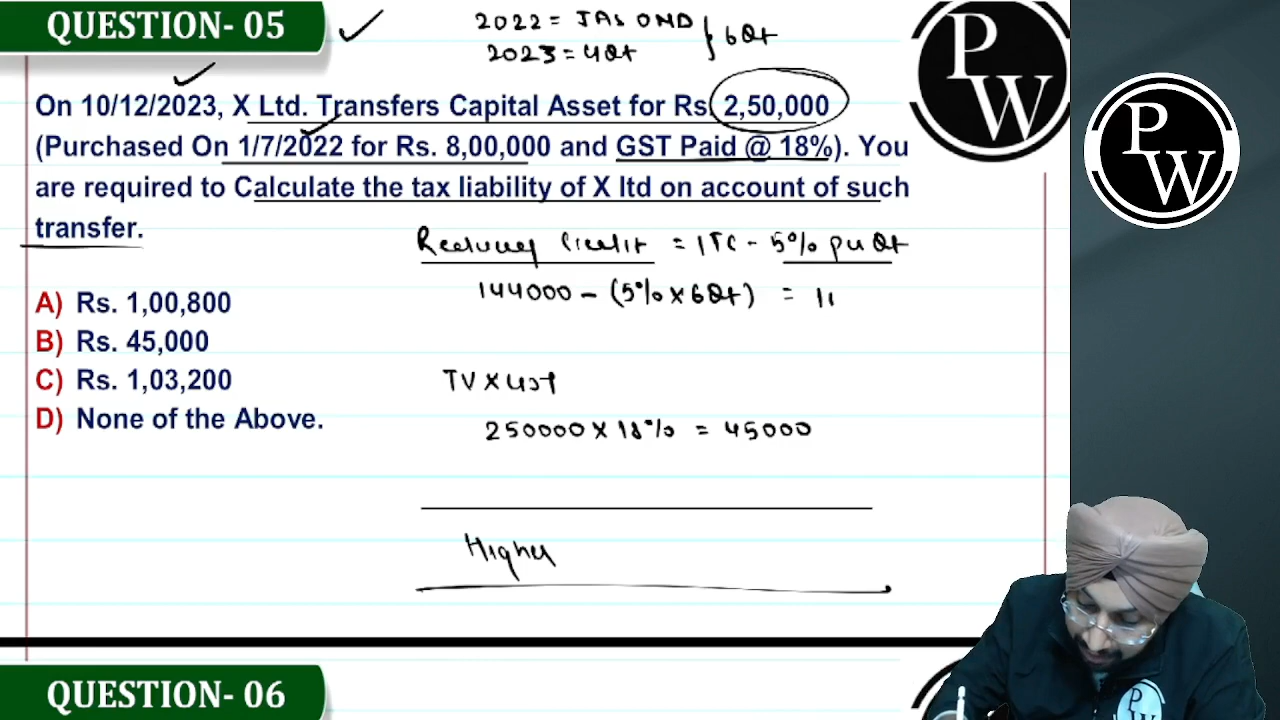 QUESTION- 05
2022 = JAS OND
2023 = 4Qt
6Qt
P
W
P
W
On 10/12/2023, X Ltd. Transfers Capital Asset for Rs. 2,50,000
(Purchased On 1/7/2022 for Rs. 8,00,000 and GST Paid @ 18%). You
are required to Calculate the tax liability of X ltd on account of such
transfer.
= ITC - 5% per Qt
144000 - (5% x 6Qt) = 11
A) Rs. 1,00,800
B) Rs. 45,000
C) Rs. 1,03,200
D) None of the Above.
TV x GST
250000 x 18% = 45000
Higher
QUESTION- 06
P
W